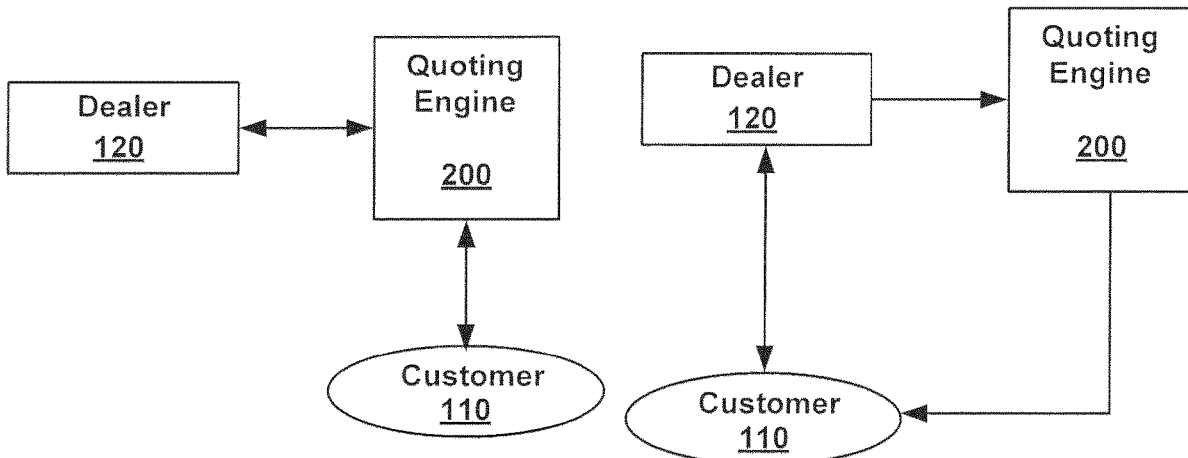 Dealer
120
Quoting
Engine
200
Customer
110
Dealer
120
Quoting
Engine
200
Customer
110